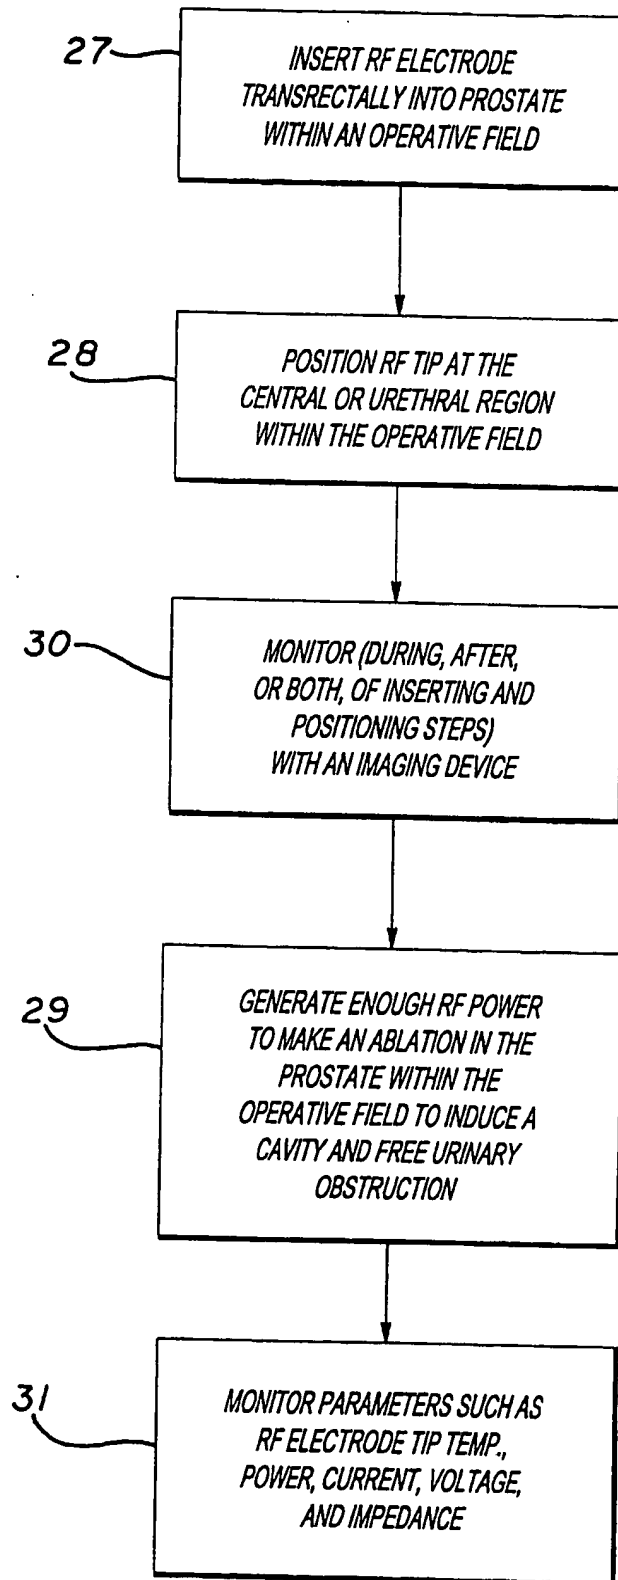 27
INSERT RF ELECTRODE
TRANSRECTALLY INTO PROSTATE
WITHIN AN OPERATIVE FIELD
28
POSITION RF TIP AT THE
CENTRAL OR URETHRAL REGION
WITHIN THE OPERATIVE FIELD
30
MONITOR (DURING, AFTER,
OR BOTH, OF INSERTING AND
POSITIONING STEPS)
WITH AN IMAGING DEVICE
29
GENERATE ENOUGH RF POWER
TO MAKE AN ABLATION IN THE
PROSTATE WITHIN THE
OPERATIVE FIELD TO INDUCE A
CAVITY AND FREE URINARY
OBSTRUCTION
31
MONITOR PARAMETERS SUCH AS
RF ELECTRODE TIP TEMP.,
POWER, CURRENT, VOLTAGE,
AND IMPEDANCE